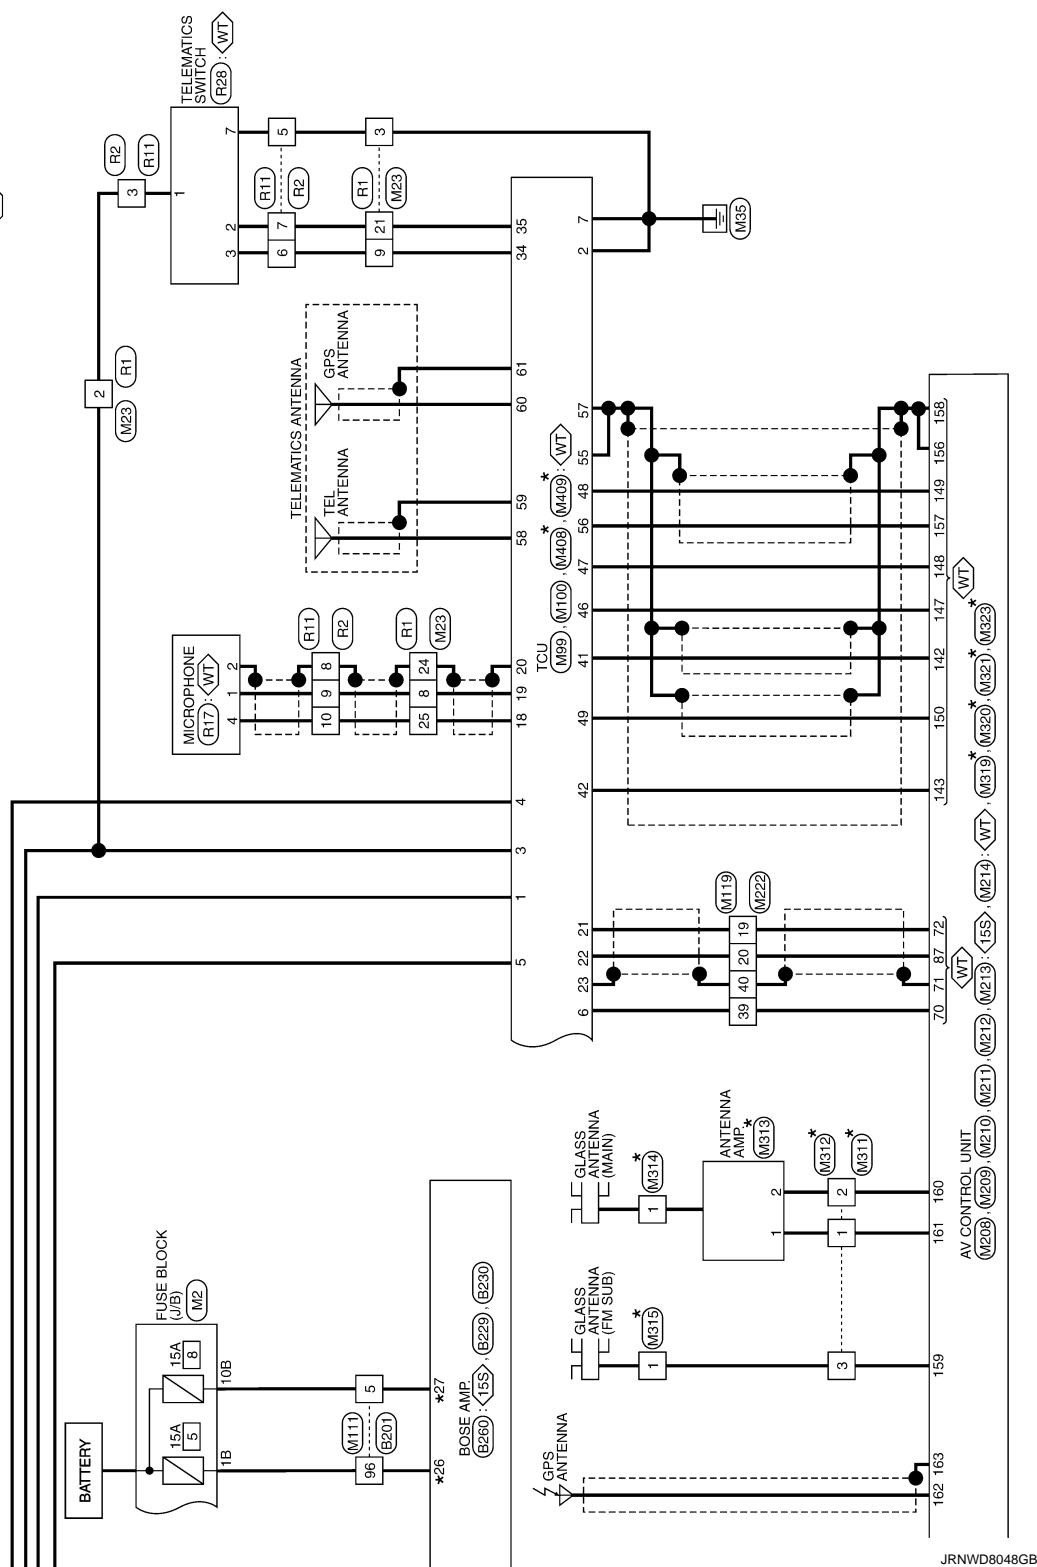 TELEMATICS
SWITCH
R28 : WT
1
7
2
3
R2
R11
3
R1
M23
2
R11
R2
5
7
6
R1
M23
3
21
9
35
34
7
2
M35
TELEMATICS ANTENNA
GPS
ANTENNA
TEL
ANTENNA
61
60
59
58
MICROPHONE
R17 : WT
2
1
4
R11
R2
8
9
10
R1
M23
24
8
25
20
19
18
4
3
1
5
TCU
M99 , M100 , M408* , M409* : WT
57
55
48
56
47
46
41
49
42
21
22
23
6
M119
M222
19
20
40
39
158
156
149
157
148
147
142
150
143
WT
72
87
71
70
WT
AV CONTROL UNIT
M208 , M209 , M210 , M211 , M212 , M213 : 15S , M214 : WT , M319* , M320* , M321* , M323*
GLASS
ANTENNA
(MAIN)
M314*
1
ANTENNA
AMP.
M313*
2
1
M312*
M311*
2
1
3
160
161
159
GLASS
ANTENNA
(FM SUB)
M315*
1
GPS
ANTENNA
163
162
BATTERY
FUSE BLOCK
(J/B)
M2
15A
8
15A
5
10B
1B
M111
B201
5
96
*27
*26
BOSE AMP.
B260 : 15S , B229 , B230
JRNWD8048GB